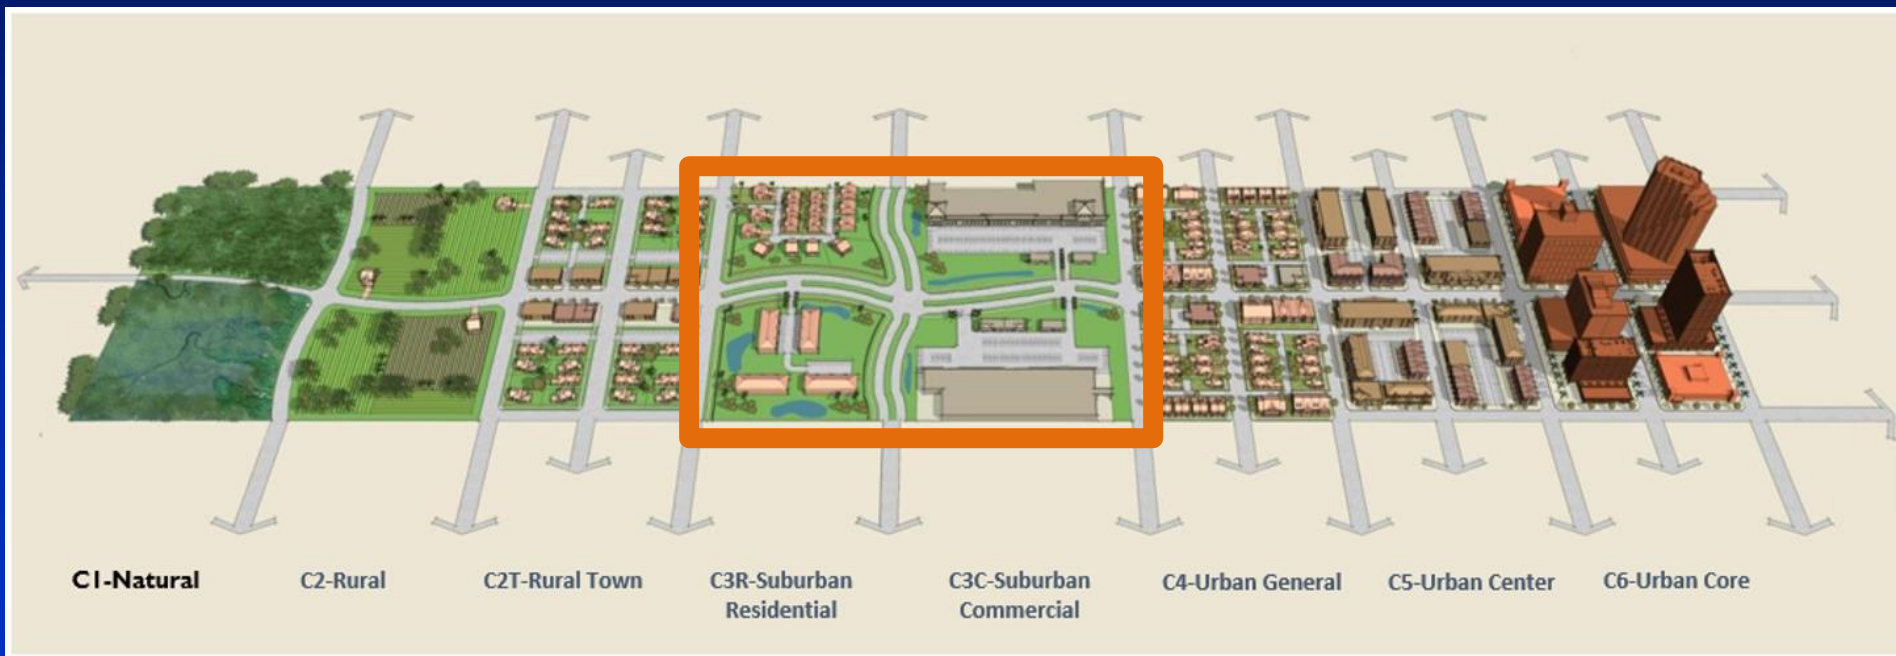 C1-Natural
C2-Rural
C2T-Rural Town
C3R-Suburban
Residential
C3C-Suburban
Commercial
C4-Urban General
C5-Urban Center
C6-Urban Core